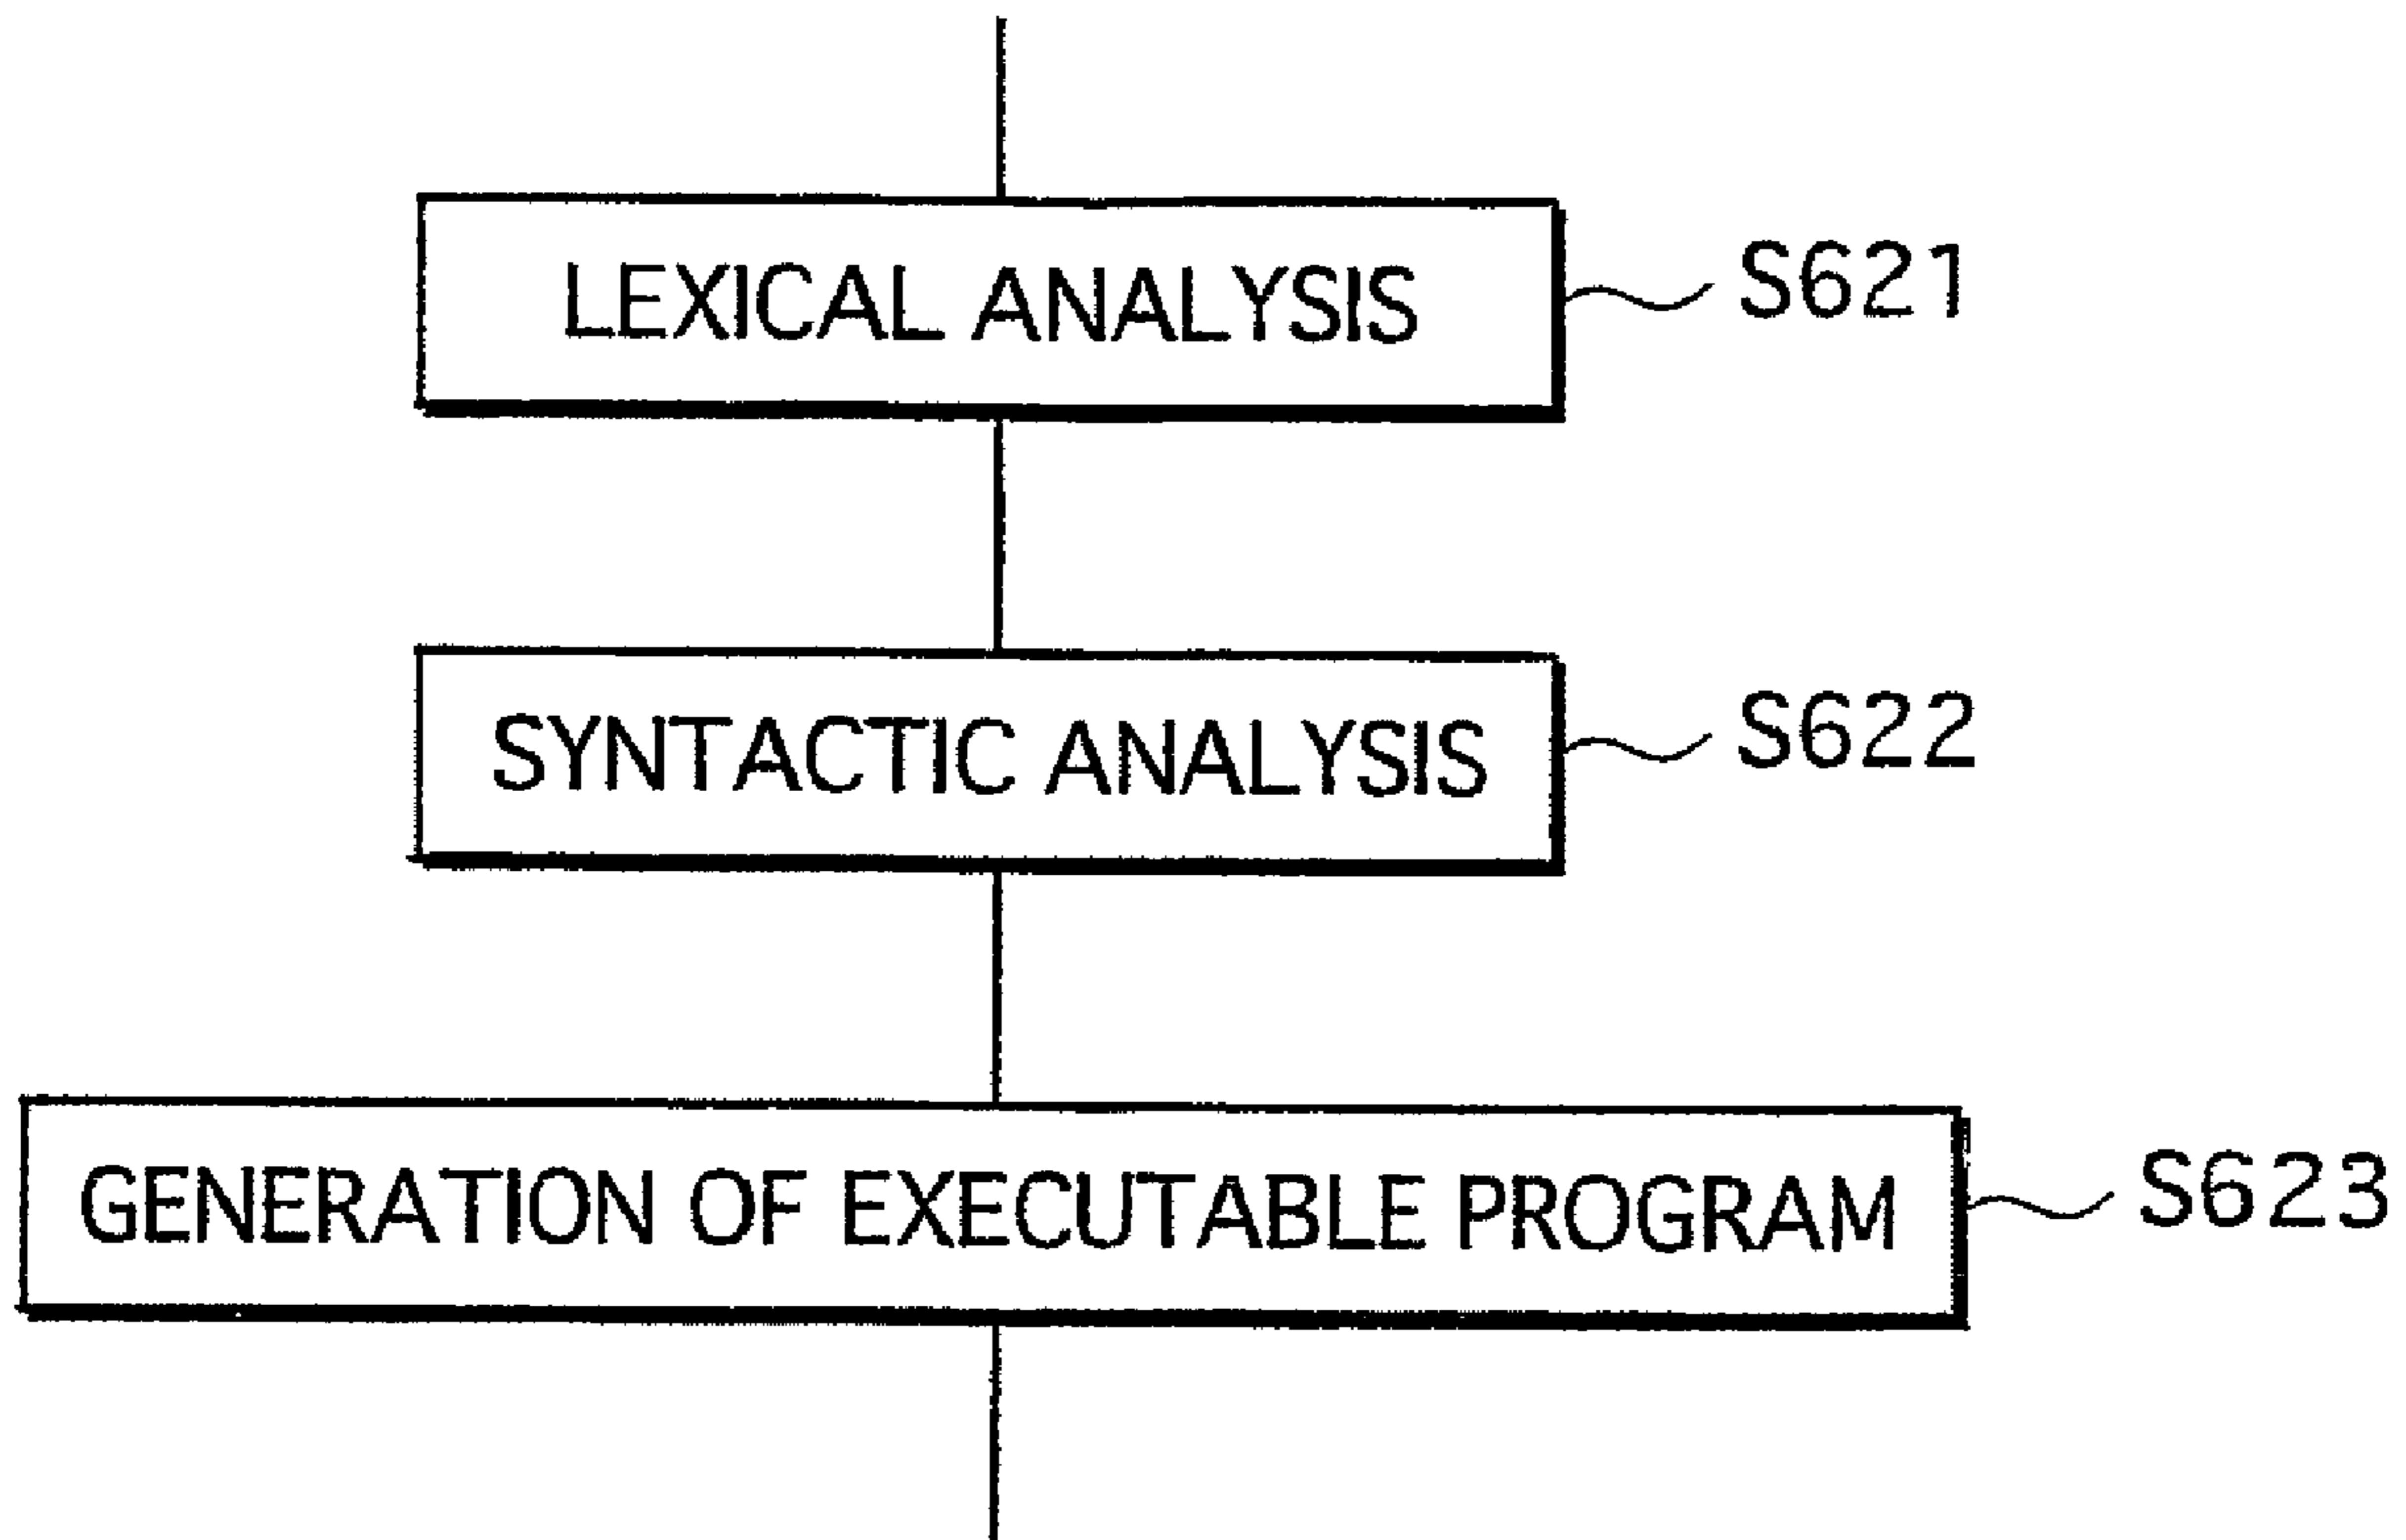 LEXICAL ANALYSIS S621
SYNTACTIC ANALYSIS S622
GENERATION OF EXECUTABLE PROGRAM S623